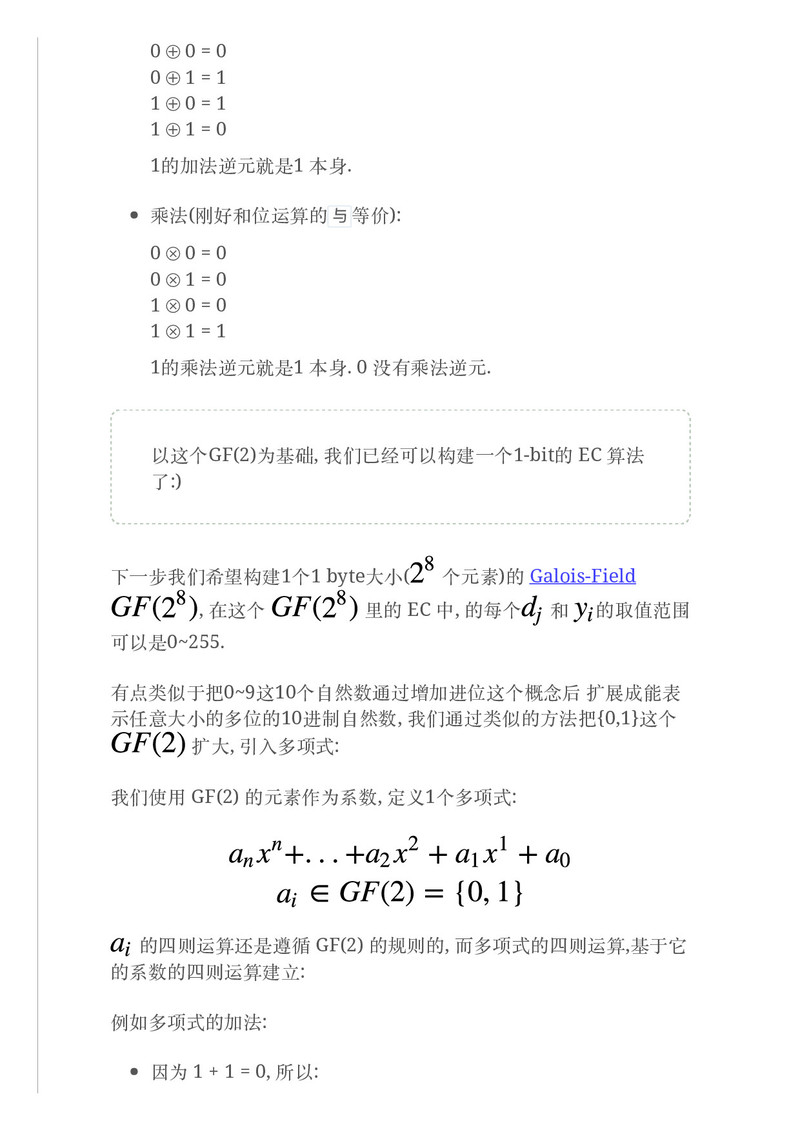 0 ⊕ 0 = 0
0 ⊕ 1 = 1
1 ⊕ 0 = 1
1 ⊕ 1 = 0
1的加法逆元就是1 本身.
• 乘法(刚好和位运算的 与 等价):
0 ⊗ 0 = 0
0 ⊗ 1 = 0
1 ⊗ 0 = 0
1 ⊗ 1 = 1
1的乘法逆元就是1 本身. 0 没有乘法逆元.
以这个GF(2)为基础, 我们已经可以构建一个1-bit的 EC 算法
了:)
下一步我们希望构建1个1 byte大小(2^8 个元素)的 Galois-Field
GF(2^8), 在这个 GF(2^8) 里的 EC 中, 的每个d_j 和 y_i的取值范围
可以是0~255.
有点类似于把0~9这10个自然数通过增加进位这个概念后 扩展成能表
示任意大小的多位的10进制自然数, 我们通过类似的方法把{0,1}这个
GF(2) 扩大, 引入多项式:
我们使用 GF(2) 的元素作为系数, 定义1个多项式:
a_n x^n+...+a_2 x^2 + a_1 x^1 + a_0
a_i ∈ GF(2) = {0, 1}
a_i 的四则运算还是遵循 GF(2) 的规则的, 而多项式的四则运算,基于它
的系数的四则运算建立:
例如多项式的加法:
• 因为 1 + 1 = 0, 所以: